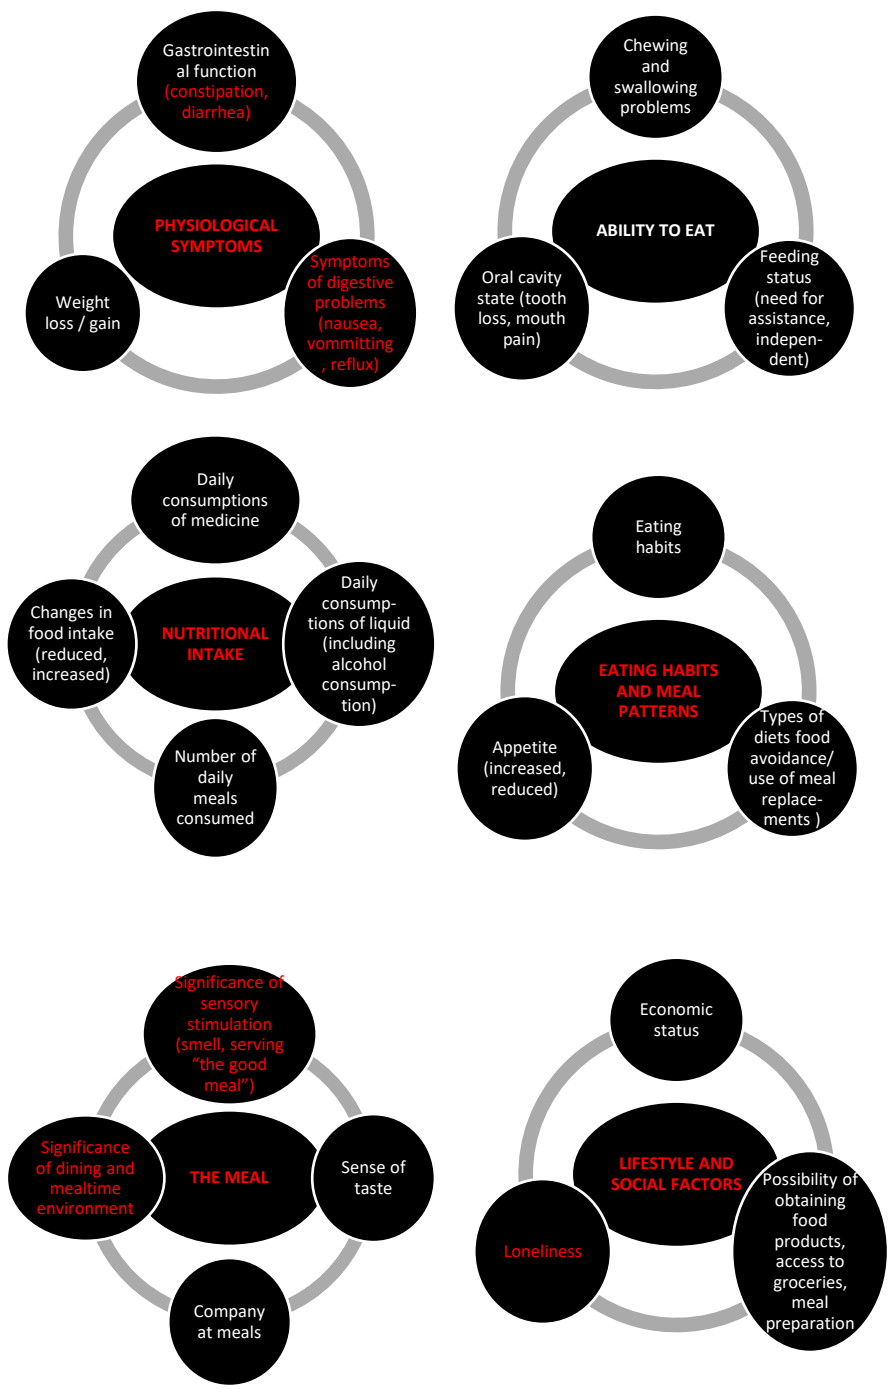 Gastrointestin
al function
(constipation,
diarrhea)
PHYSIOLOGICAL
SYMPTOMS
Symptoms
of digestive
problems
(nausea,
vommitting
, reflux)
Weight
loss / gain
Chewing
and
swallowing
problems
ABILITY TO EAT
Feeding
status
(need for
assistance,
indepen-
dent)
Oral cavity
state (tooth
loss, mouth
pain)
Daily
consumptions
of medicine
NUTRITIONAL
INTAKE
Daily
consump-
tions of liquid
(including
alcohol
consump-
tion)
Number of
daily
meals
consumed
Changes in
food intake
(reduced,
increased)
Eating
habits
EATING HABITS
AND MEAL
PATTERNS
Types of
diets food
avoidance/
use of meal
replace-
ments )
Appetite
(increased,
reduced)
Significance of
sensory
stimulation
(smell, serving
“the good
meal”)
THE MEAL
Sense of
taste
Company
at meals
Significance
of dining and
mealtime
environment
Economic
status
LIFESTYLE AND
SOCIAL FACTORS
Possibility of
obtaining
food
products,
access to
groceries,
meal
preparation
Loneliness